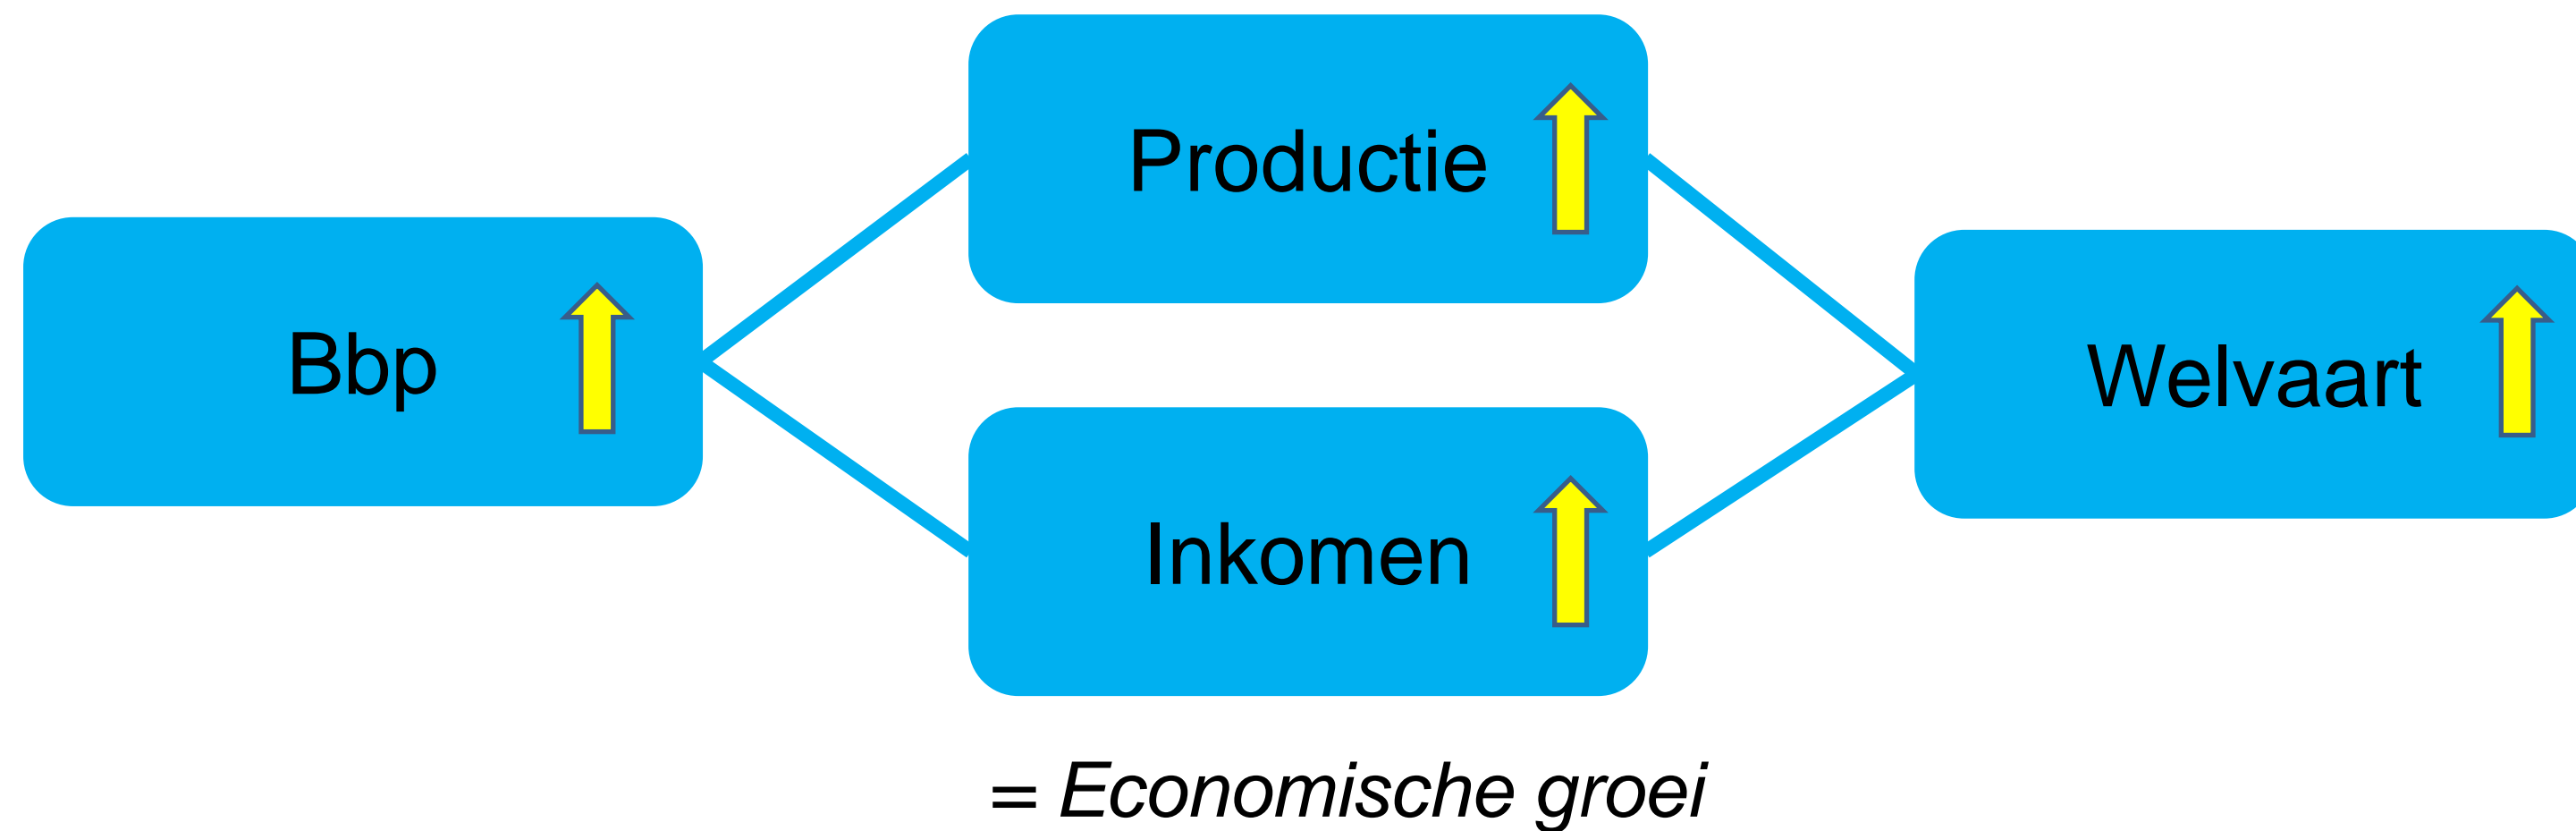 Bbp
Productie
Inkomen
Welvaart
= Economische groei